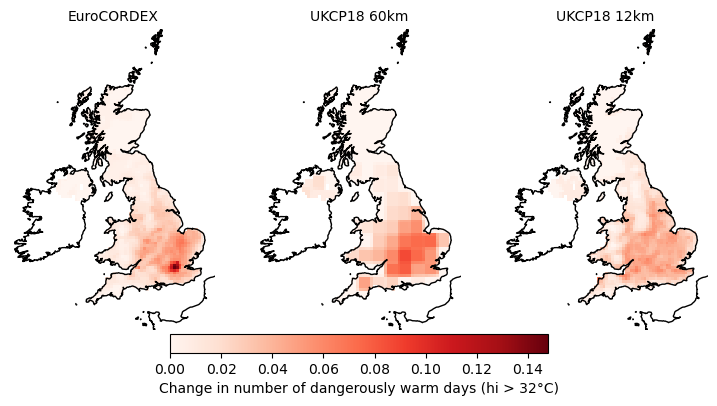 EuroCORDEX
UKCP18 60km
UKCP18 12km
0.00 0.02 0.04 0.06 0.08 0.10 0.12 0.14
Change in number of dangerously warm days (hi > 32°C)